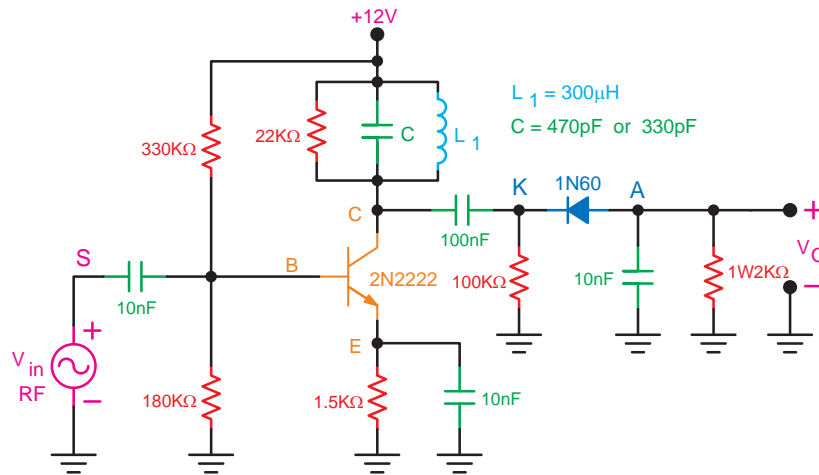 +12V
L 1 = 300µH
C = 470pF or 330pF
330KΩ
22KΩ
C
L 1
K
1N60
A
C
100nF
+
S
B
2N2222
V O
10nF
100KΩ
10nF
1W2KΩ
−
E
+
V in
RF
−
180KΩ
1.5KΩ
10nF